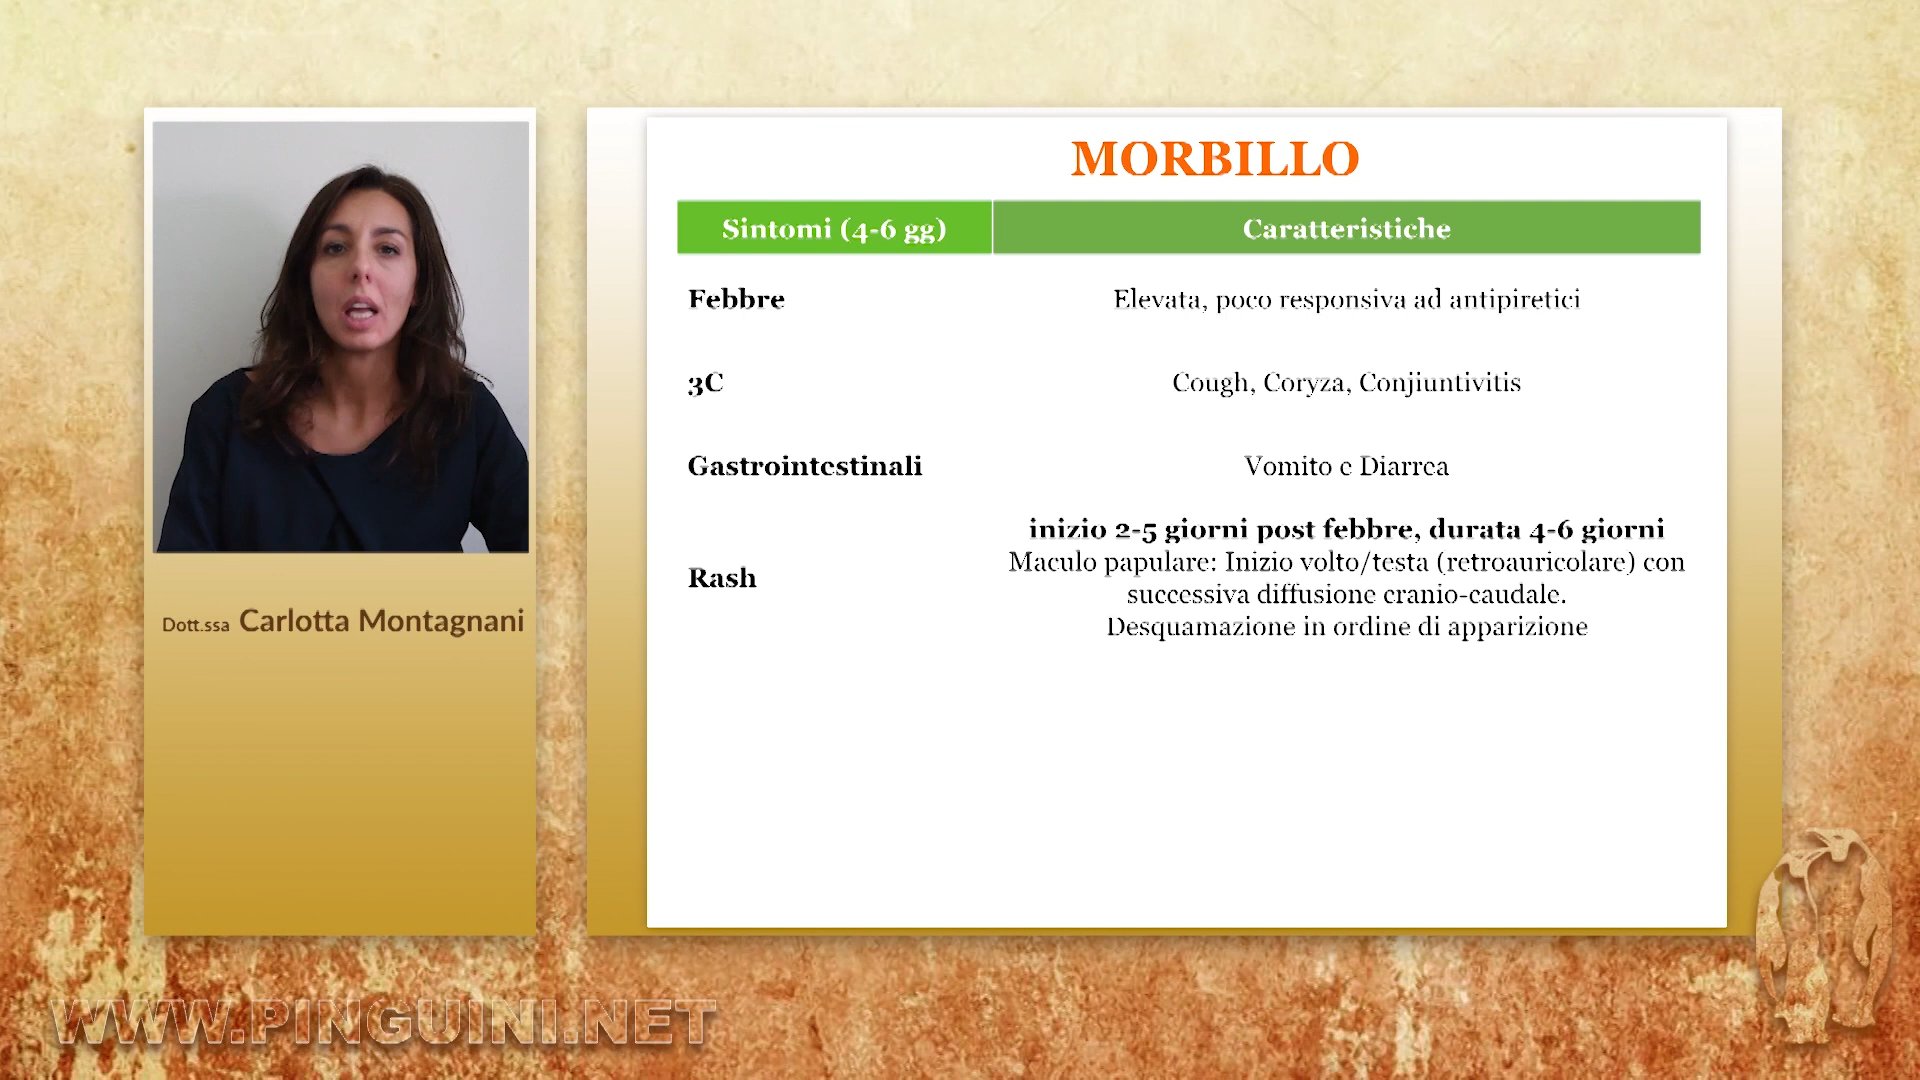 MORBILLO
Sintomi (4-6 gg) Caratteristiche
Febbre Elevata, poco responsiva ad antipiretici
3C Cough, Coryza, Conjiuntivitis
Gastrointestinali Vomito e Diarrea
Rash
inizio 2-5 giorni post febbre, durata 4-6 giorni
Maculo papulare: Inizio volto/testa (retroauricolare) con
successiva diffusione cranio-caudale.
Desquamazione in ordine di apparizione
Dott.ssa Carlotta Montagnani
WWW.PINGUINI.NET